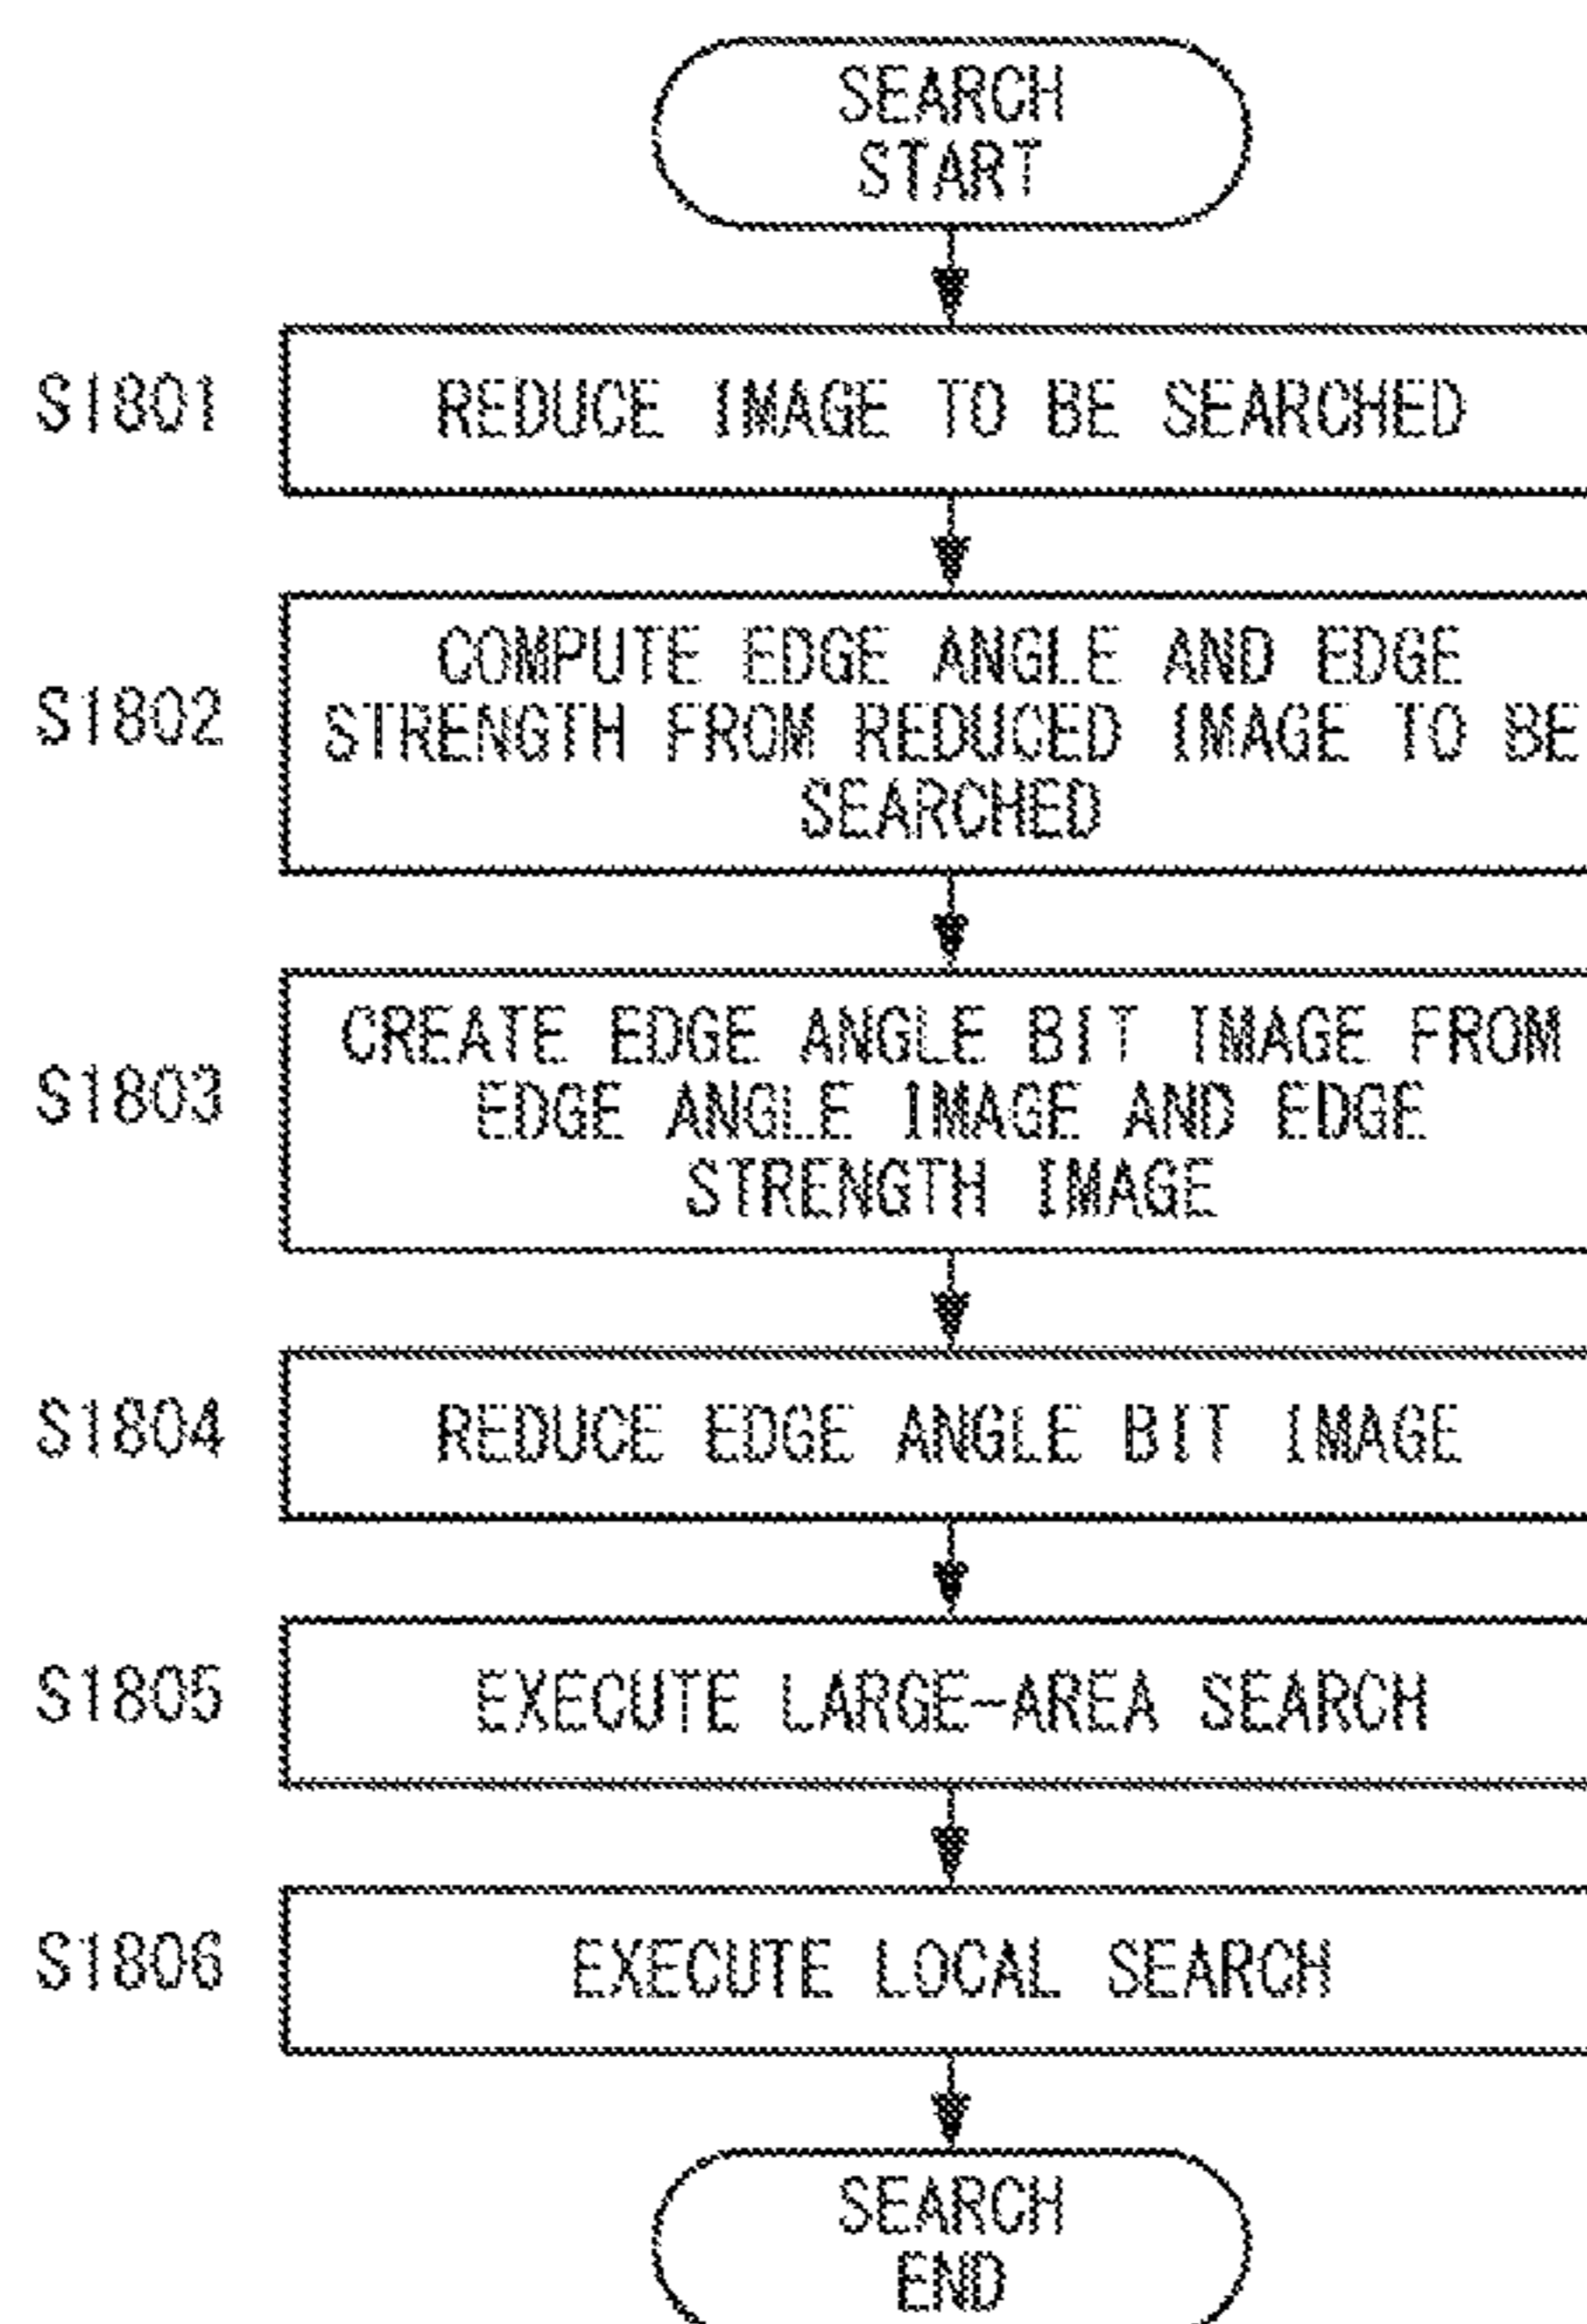 SEARCH
START
S1801
REDUCE IMAGE TO BE SEARCHED
S1802
COMPUTE EDGE ANGLE AND EDGE
STRENGTH FROM REDUCED IMAGE TO BE
SEARCHED
S1803
CREATE EDGE ANGLE BIT IMAGE FROM
EDGE ANGLE IMAGE AND EDGE
STRENGTH IMAGE
S1804
REDUCE EDGE ANGLE BIT IMAGE
S1805
EXECUTE LARGE-AREA SEARCH
S1806
EXECUTE LOCAL SEARCH
SEARCH
END